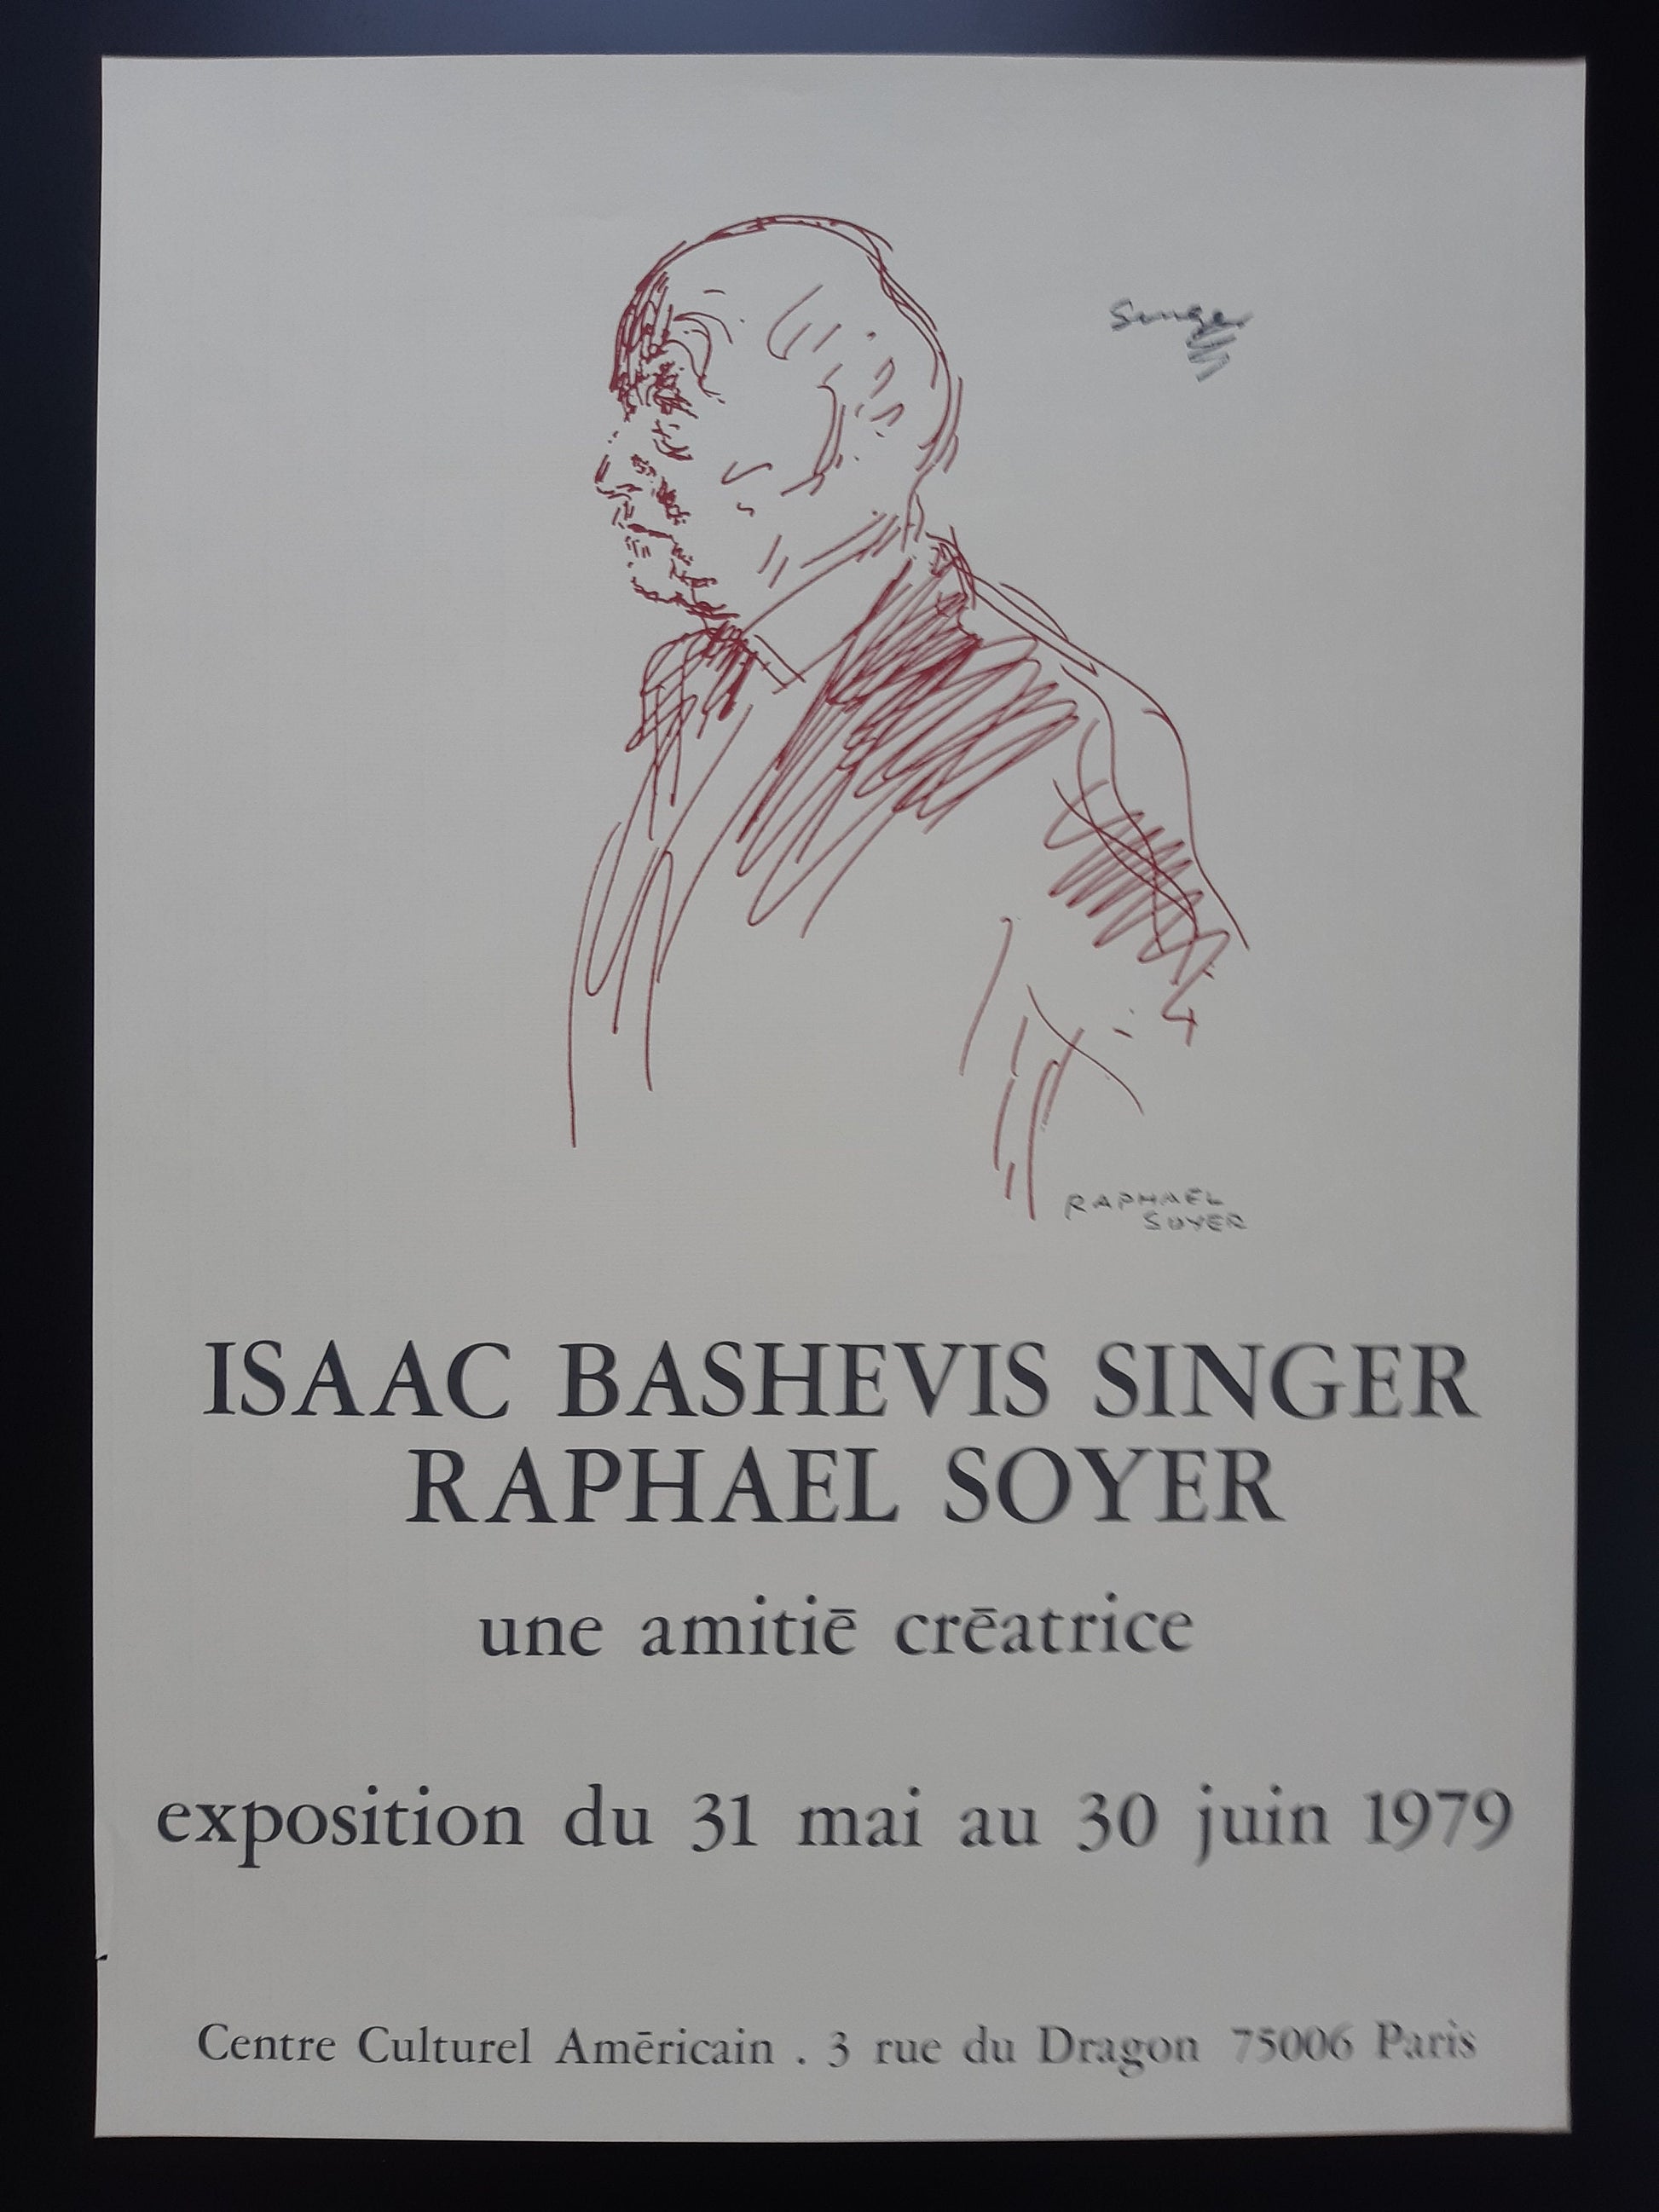 Singer
RAPHAEL
SOYER
ISAAC BASHEVIS SINGER
RAPHAEL SOYER
une amitiē crēatrice
exposition du 31 mai au 30 juin 1979
Centre Culturel Amēricain . 3 rue du Dragon 75006 Paris